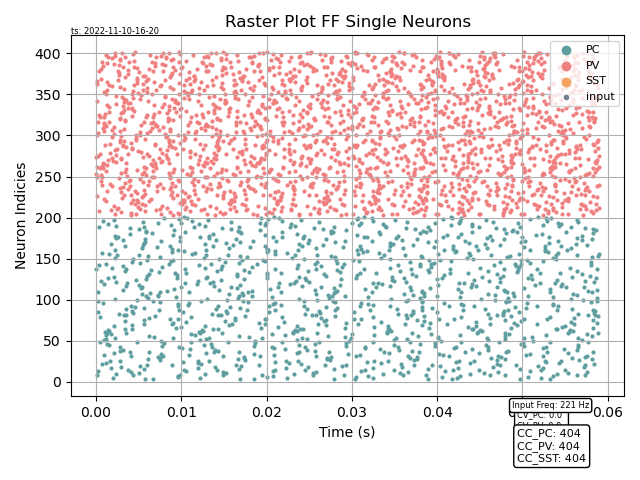 Raster Plot FF Single Neurons
ts: 2022-11-10-16-20
PC
PV
SST
input
400
350
300
250
200
150
100
50
0
Neuron Indicies
0.00
0.01
0.02
0.03
0.04
0.06
Time (s)
Input Freq: 221 Hz
CV_PC: 0.0
CC_PC: 404
CC_PV: 404
CC_SST: 404